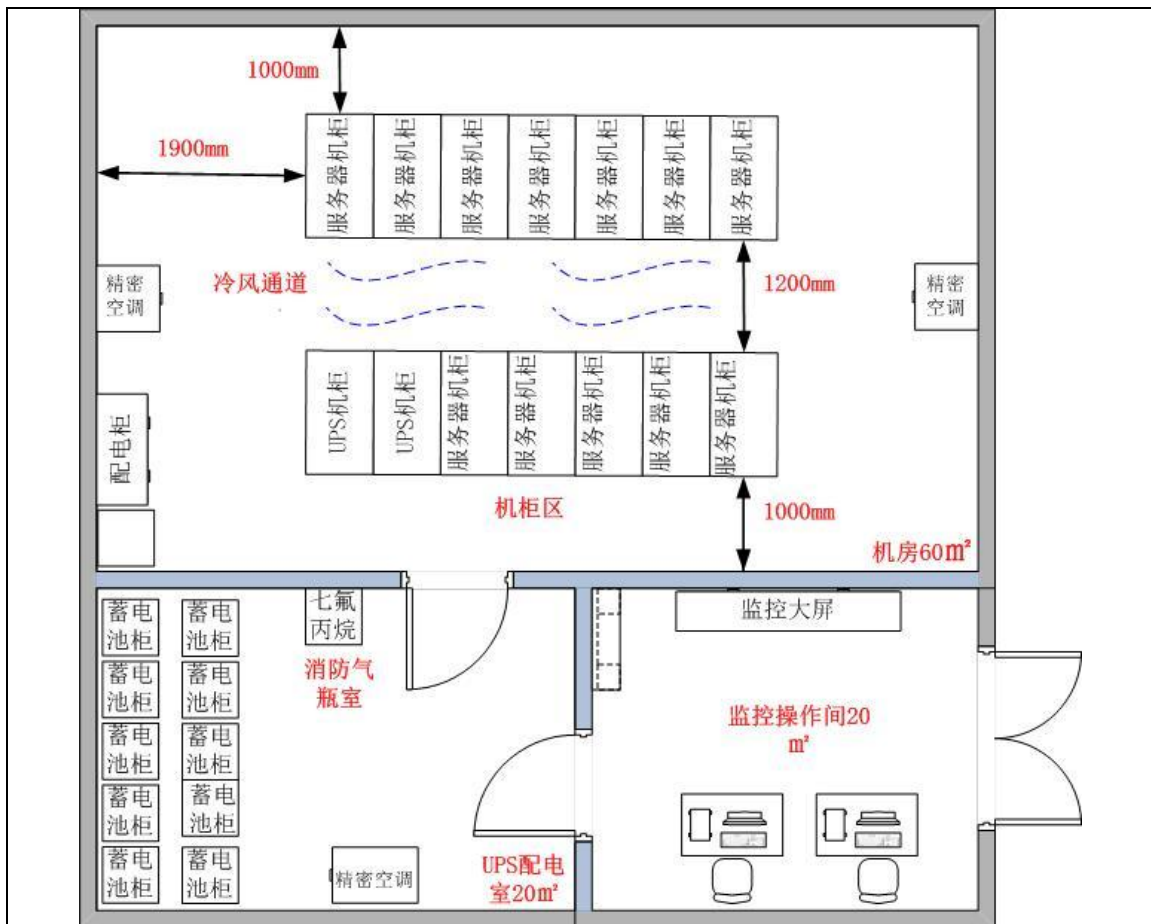 1000mm
1900mm
服务器机柜
服务器机柜
服务器机柜
服务器机柜
服务器机柜
服务器机柜
服务器机柜
精密
空调
冷风通道
1200mm
精密
空调
配电柜
UPS机柜
UPS机柜
服务器机柜
服务器机柜
服务器机柜
服务器机柜
服务器机柜
机柜区
1000mm
机房60m²
蓄电
池柜
蓄电
池柜
七氟
丙烷
监控大屏
消防气
瓶室
蓄电
池柜
蓄电
池柜
监控操作间20
m²
蓄电
池柜
蓄电
池柜
蓄电
池柜
蓄电
池柜
蓄电
池柜
蓄电
池柜
精密空调
UPS配电
室20m²